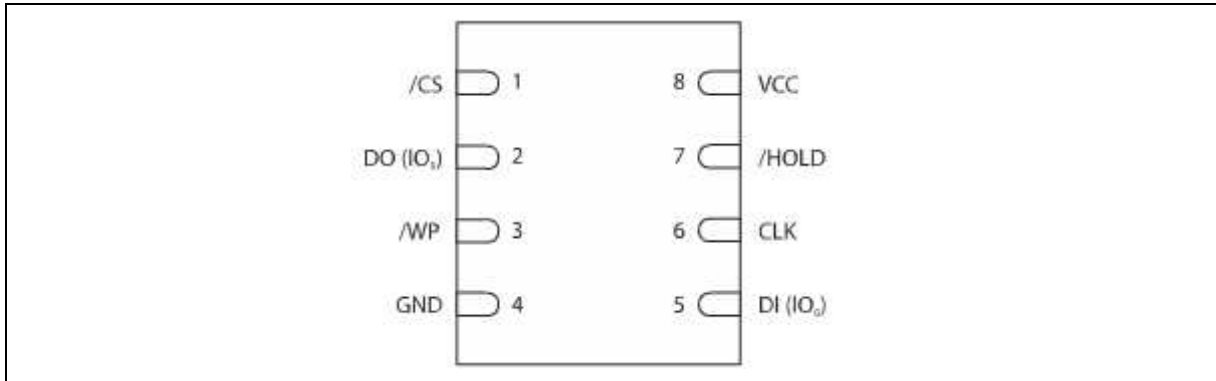 /CS 1 8 VCC
DO (IO₁) 2 7 /HOLD
/WP 3 6 CLK
GND 4 5 DI (IO₀)